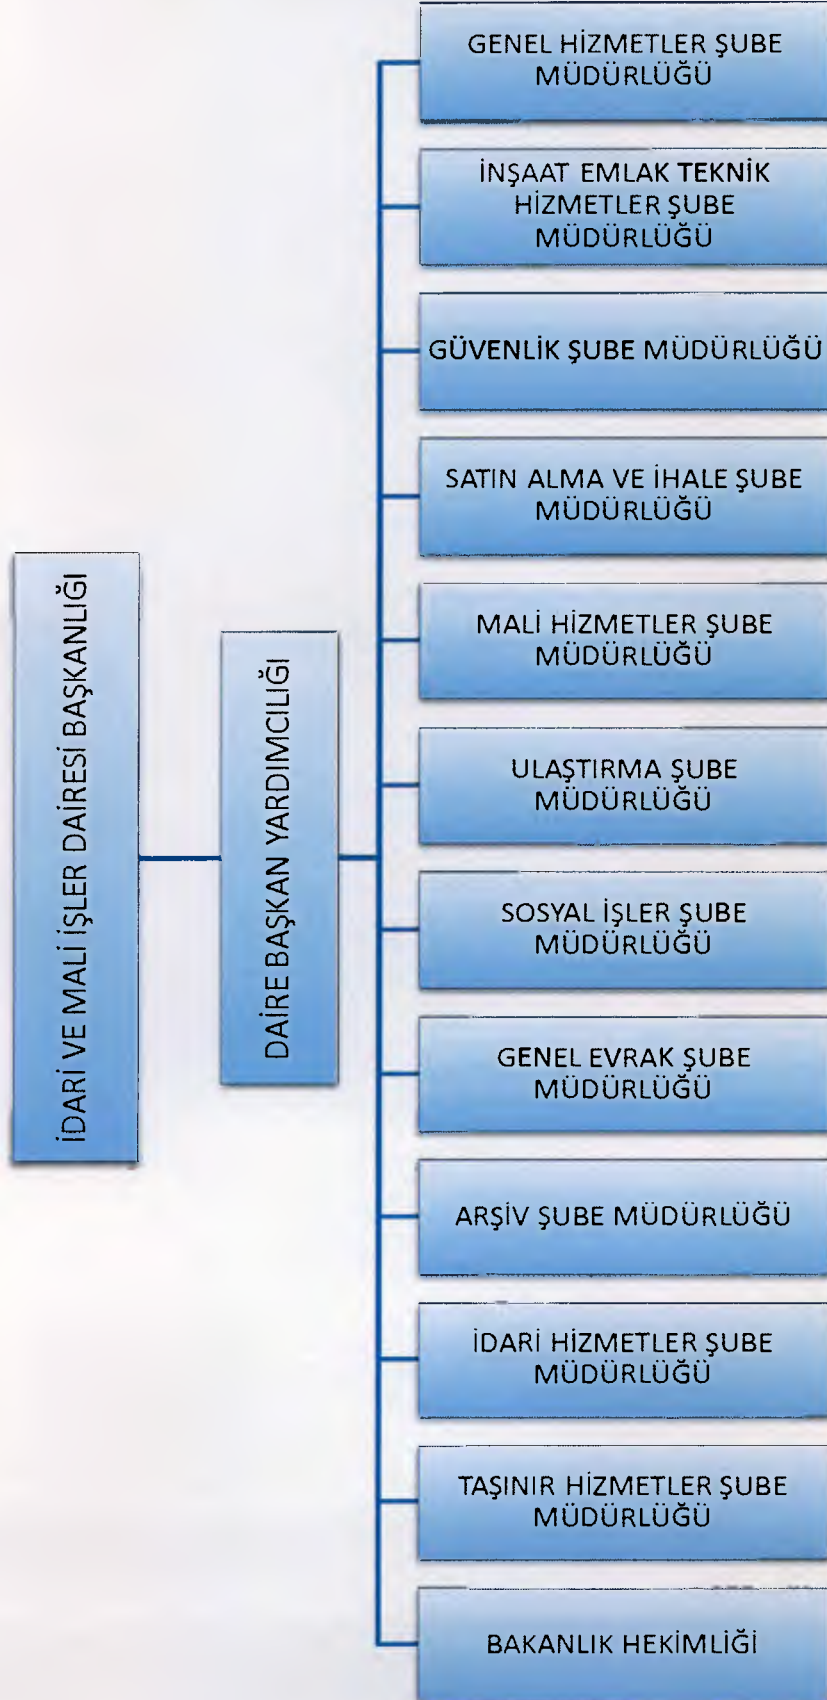 İDARİ VE MALİ İŞLER DAİRESİ BAŞKANLIĞI
DAİRE BAŞKAN YARDIMCILIĞI
GENEL HİZMETLER ŞUBE
MÜDÜRLÜĞÜ
İNŞAAT EMLAK TEKNİK
HİZMETLER ŞUBE
MÜDÜRLÜĞÜ
GÜVENLİK ŞUBE MÜDÜRLÜĞÜ
SATIN ALMA VE İHALE ŞUBE
MÜDÜRLÜĞÜ
MALİ HİZMETLER ŞUBE
MÜDÜRLÜĞÜ
ULAŞTIRMA ŞUBE
MÜDÜRLÜĞÜ
SOSYAL İŞLER ŞUBE
MÜDÜRLÜĞÜ
GENEL EVRAK ŞUBE
MÜDÜRLÜĞÜ
ARŞİV ŞUBE MÜDÜRLÜĞÜ
İDARİ HİZMETLER ŞUBE
MÜDÜRLÜĞÜ
TAŞINIR HİZMETLER ŞUBE
MÜDÜRLÜĞÜ
BAKANLIK HEKİMLİĞİ